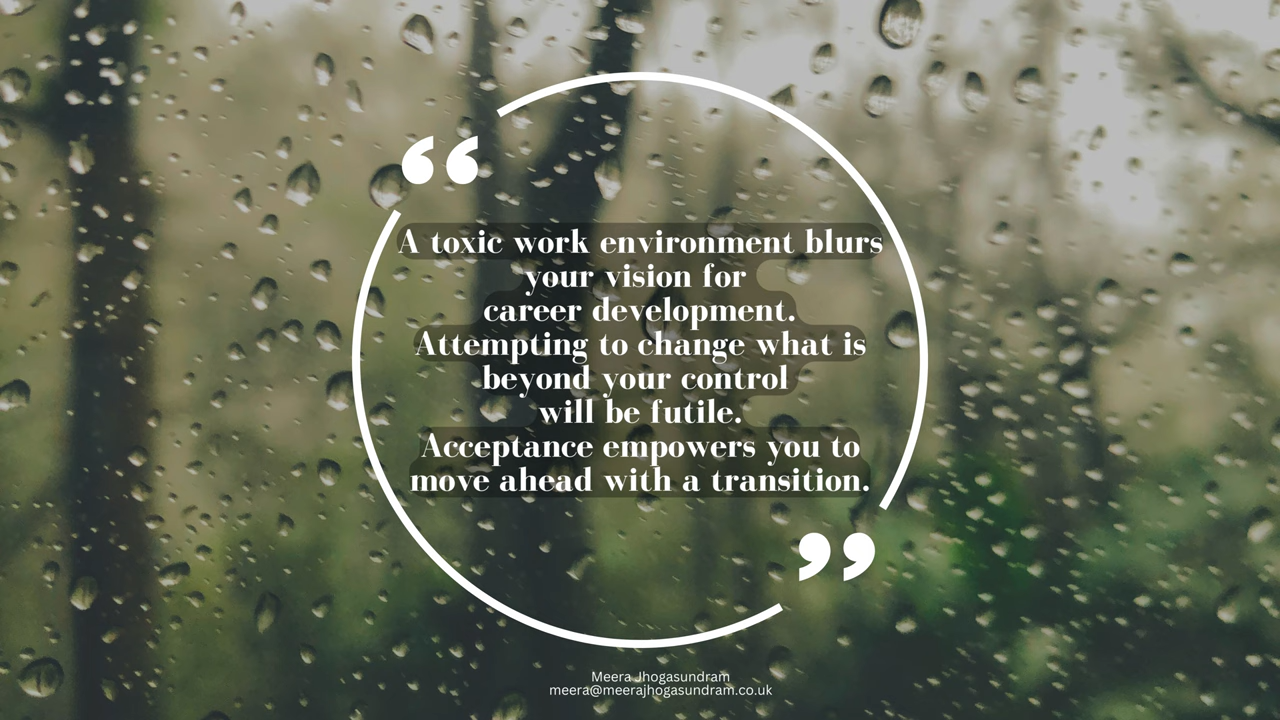 “
A toxic work environment blurs
your vision for
career development.
Attempting to change what is
beyond your control
will be futile.
Acceptance empowers you to
move ahead with a transition.
”
Meera Jhogasundram
meera@meerajhogasundram.co.uk